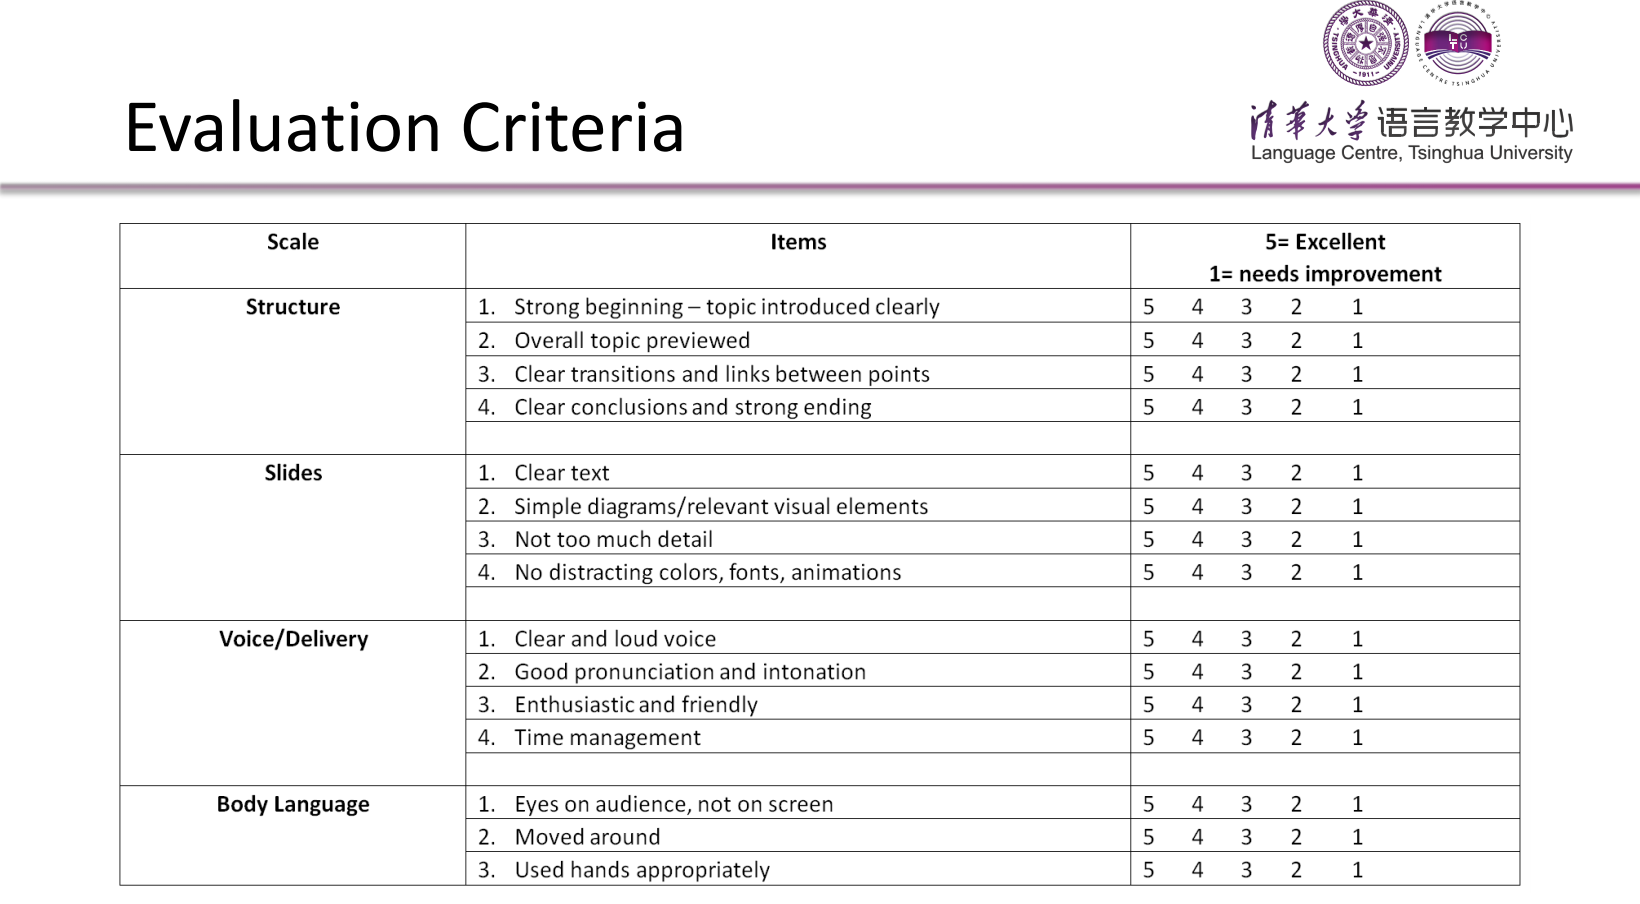 Evaluation Criteria
清华大学语言教学中心
Language Centre, Tsinghua University
Scale Items 5= Excellent
1= needs improvement
Structure 1. Strong beginning – topic introduced clearly 5 4 3 2 1
2. Overall topic previewed 5 4 3 2 1
3. Clear transitions and links between points 5 4 3 2 1
4. Clear conclusions and strong ending 5 4 3 2 1
Slides 1. Clear text 5 4 3 2 1
2. Simple diagrams/relevant visual elements 5 4 3 2 1
3. Not too much detail 5 4 3 2 1
4. No distracting colors, fonts, animations 5 4 3 2 1
Voice/Delivery 1. Clear and loud voice 5 4 3 2 1
2. Good pronunciation and intonation 5 4 3 2 1
3. Enthusiastic and friendly 5 4 3 2 1
4. Time management 5 4 3 2 1
Body Language 1. Eyes on audience, not on screen 5 4 3 2 1
2. Moved around 5 4 3 2 1
3. Used hands appropriately 5 4 3 2 1